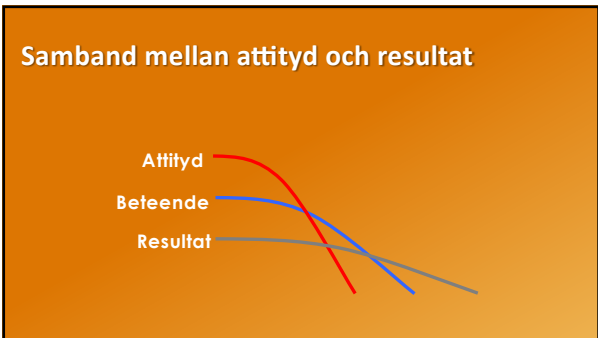 Samband mellan attityd och resultat
Attityd
Beteende
Resultat